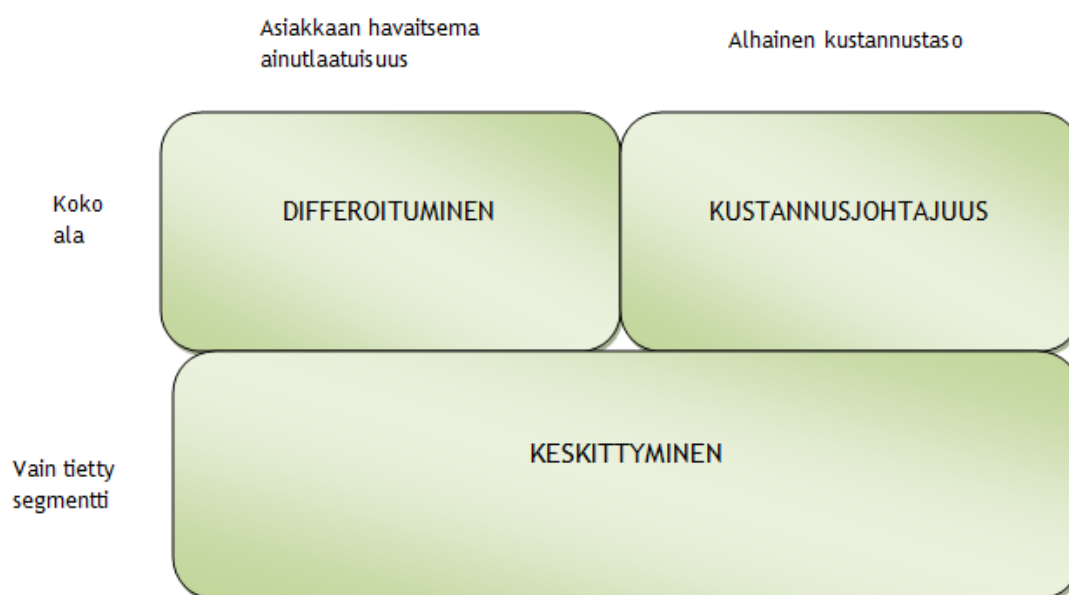 Asiakkaan havaitsema
ainutlaatuisuus
Alhainen kustannustaso
Koko
ala
DIFFEROITUMINEN
KUSTANNUSJOHTAJUUS
Vain tietty
segmentti
KESKITTYMINEN